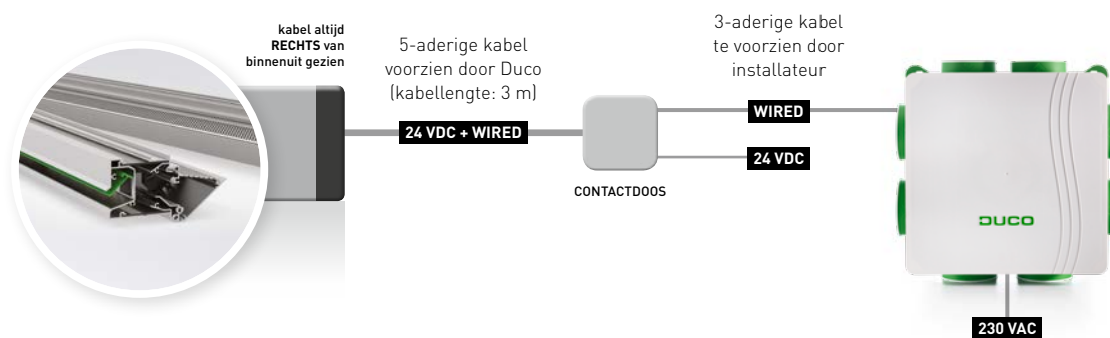 kabel altijd
RECHTS van
binnenuit gezien
5-aderige kabel
voorzien door Duco
(kabellengte: 3 m)
24 VDC + WIRED
CONTACTDOOS
3-aderige kabel
te voorzien door
installateur
WIRED
24 VDC
DUCO
230 VAC